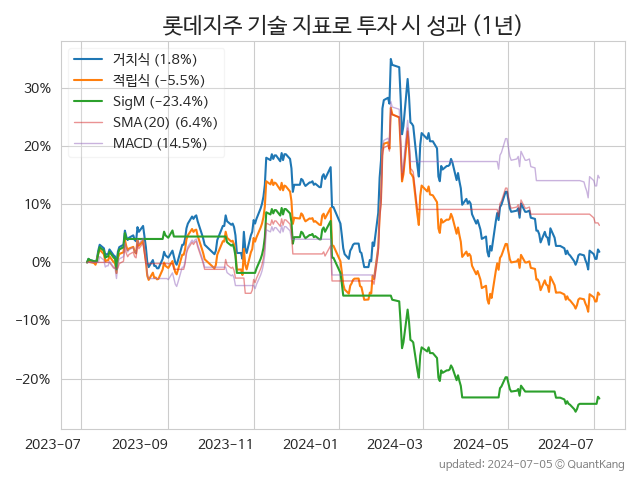 롯데지주 기술 지표로 투자 시 성과 (1년)
거치식 (1.8%)
적립식 (−5.5%)
SigM (−23.4%)
SMA(20) (6.4%)
MACD (14.5%)
30%
20%
10%
0%
−10%
−20%
2023-07
2023-09
2023-11
2024-01
2024-03
2024-05
2024-07
updated: 2024-07-05 © QuantKang